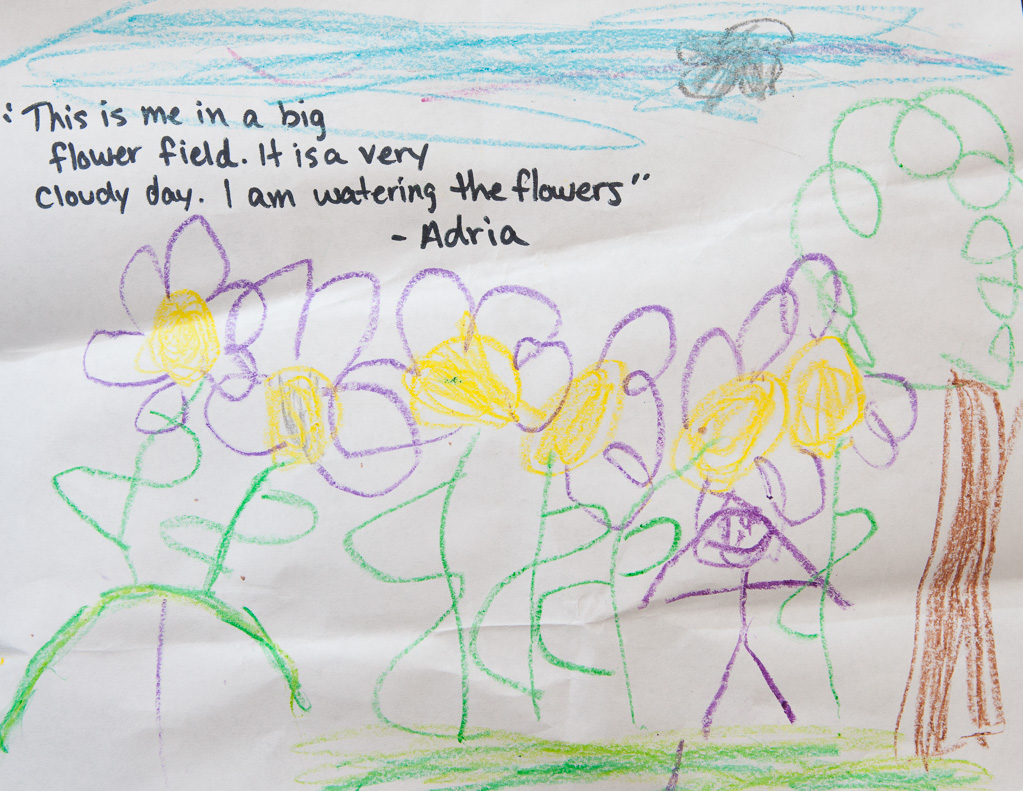 : This is me in a big
flower field. It is a very
cloudy day. I am watering the flowers"
- Adria